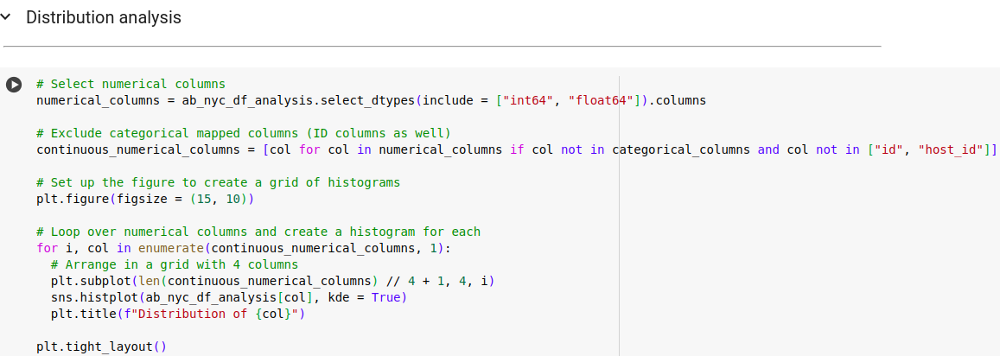 Distribution analysis
# Select numerical columns
numerical_columns = ab_nyc_df_analysis.select_dtypes(include = ["int64", "float64"]).columns
# Exclude categorical mapped columns (ID columns as well)
continuous_numerical_columns = [col for col in numerical_columns if col not in categorical_columns and col not in ["id", "host_id"]]
# Set up the figure to create a grid of histograms
plt.figure(figsize = (15, 10))
# Loop over numerical columns and create a histogram for each
for i, col in enumerate(continuous_numerical_columns, 1):
  # Arrange in a grid with 4 columns
  plt.subplot(len(continuous_numerical_columns) // 4 + 1, 4, i)
  sns.histplot(ab_nyc_df_analysis[col], kde = True)
  plt.title(f"Distribution of {col}")
plt.tight_layout()